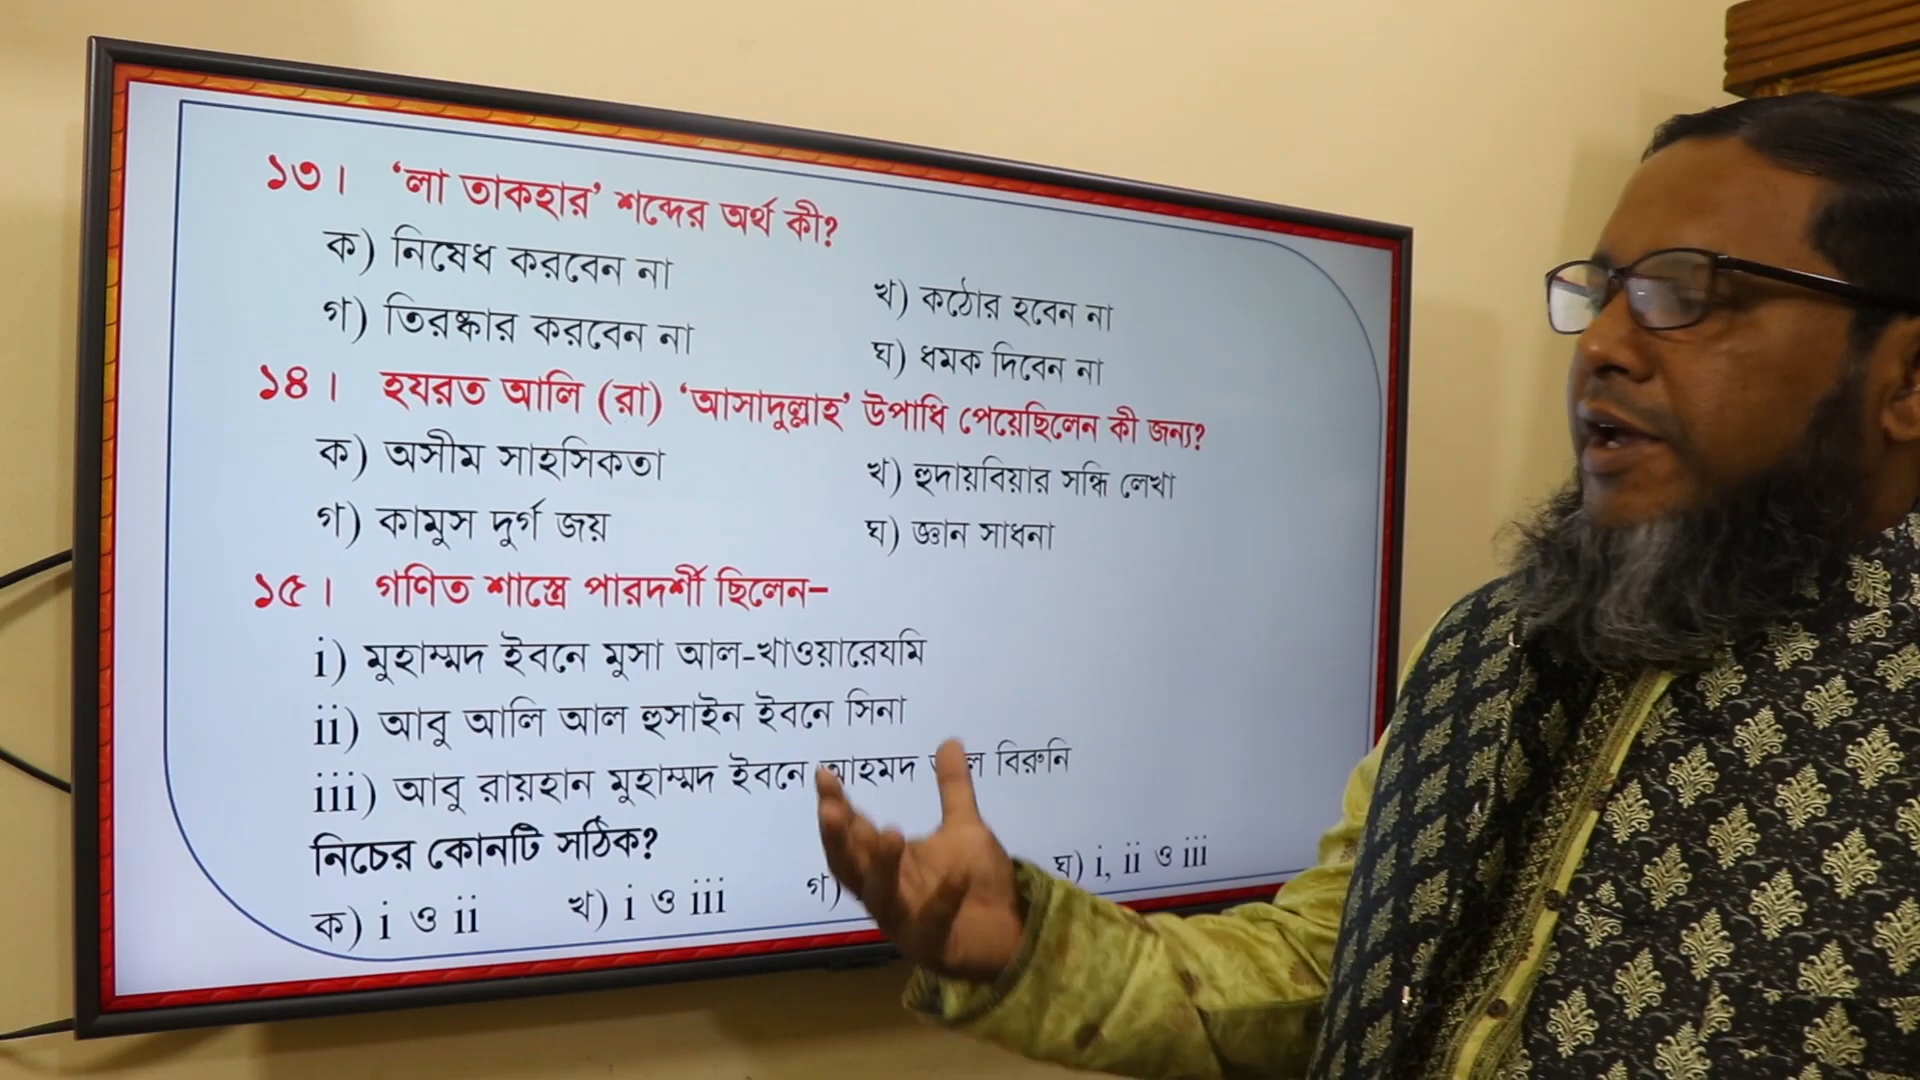 ১৩। ‘লা তাকহার’ শব্দের অর্থ কী?
ক) নিষেধ করবেন না
খ) কঠোর হবেন না
গ) তিরষ্কার করবেন না
ঘ) ধমক দিবেন না
১৪। হযরত আলি (রা) ‘আসাদুল্লাহ’ উপাধি পেয়েছিলেন কী জন্য?
ক) অসীম সাহসিকতা
খ) হুদায়বিয়ার সন্ধি লেখা
গ) কামুস দুর্গ জয়
ঘ) জ্ঞান সাধনা
১৫। গণিত শাস্ত্রে পারদর্শী ছিলেন–
i) মুহাম্মদ ইবনে মুসা আল-খাওয়ারেযমি
ii) আবু আলি আল হুসাইন ইবনে সিনা
iii) আবু রায়হান মুহাম্মদ ইবনে আহমদ বিরুনি
নিচের কোনটি সঠিক?
ক) i ও ii খ) i ও iii গ) ঘ) i, ii ও iii